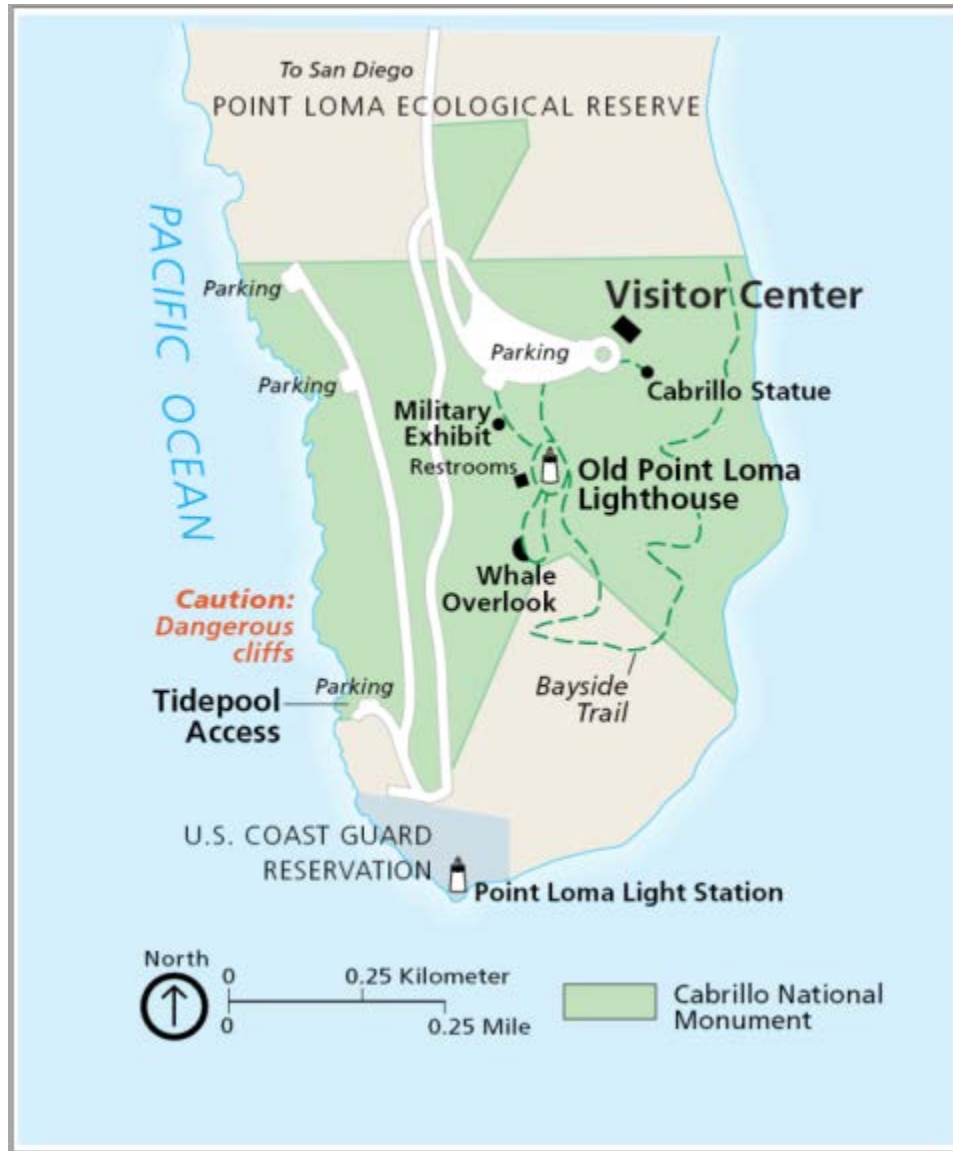 To San Diego
POINT LOMA ECOLOGICAL RESERVE
PACIFIC OCEAN
Parking
Visitor Center
Parking
Parking
Cabrillo Statue
Military
Exhibit
Restrooms
Old Point Loma
Lighthouse
Whale
Overlook
Caution:
Dangerous
cliffs
Parking
Bayside
Trail
Tidepool
Access
U.S. COAST GUARD
RESERVATION
Point Loma Light Station
North
0 0.25 Kilometer
0 0.25 Mile
Cabrillo National
Monument